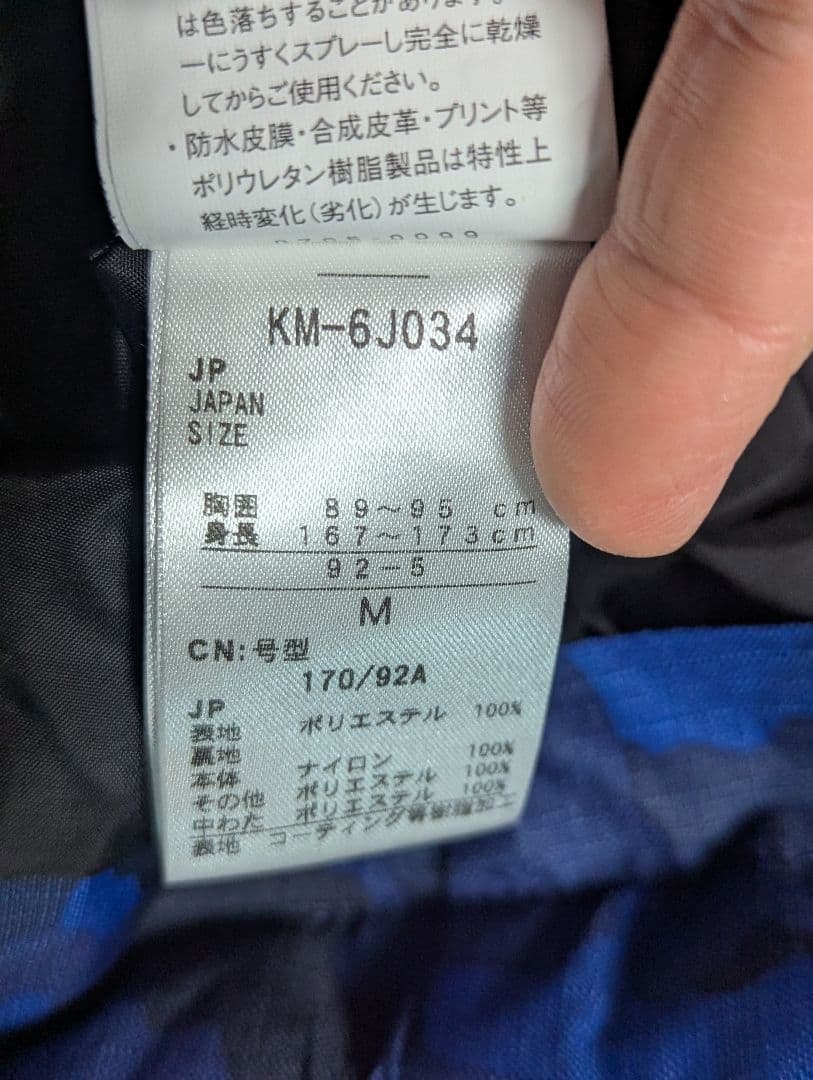 は色落ちすることがあります。
一にうすくスプレーし完全に乾燥
してからご使用ください。
・防水皮膜・合成皮革・プリント等
ポリウレタン樹脂製品は特性上
経時変化(劣化)が生じます。
KM-6J034
JP
JAPAN
SIZE
胸囲 89~95 cm
身長 167~173cm
92-5
M
CN:号型
170/92A
JP
表地 ポリエステル 100%
裏地
本体 ナイロン 100%
その他 ポリエステル 100%
中わた ポリエステル 100%
表地 コーティング等樹脂加工